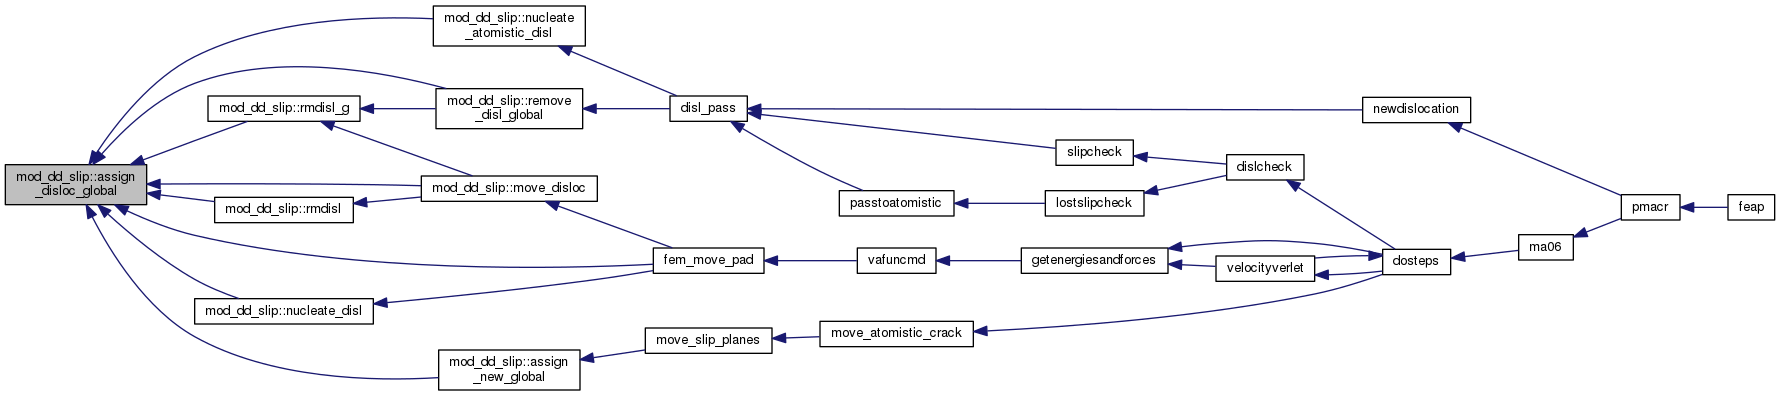 mod_dd_slip::assign
_disloc_global
mod_dd_slip::nucleate
_atomistic_disl
mod_dd_slip::rmdisl_g
mod_dd_slip::remove
_disl_global
mod_dd_slip::move_disloc
mod_dd_slip::rmdisl
fem_move_pad
mod_dd_slip::nucleate_disl
mod_dd_slip::assign
_new_global
disl_pass
newdislocation
slipcheck
dislcheck
passtoatomistic
lostslipcheck
vafuncmd
getenergiesandforces
velocityverlet
dosteps
ma06
pmacr
feap
move_slip_planes
move_atomistic_crack